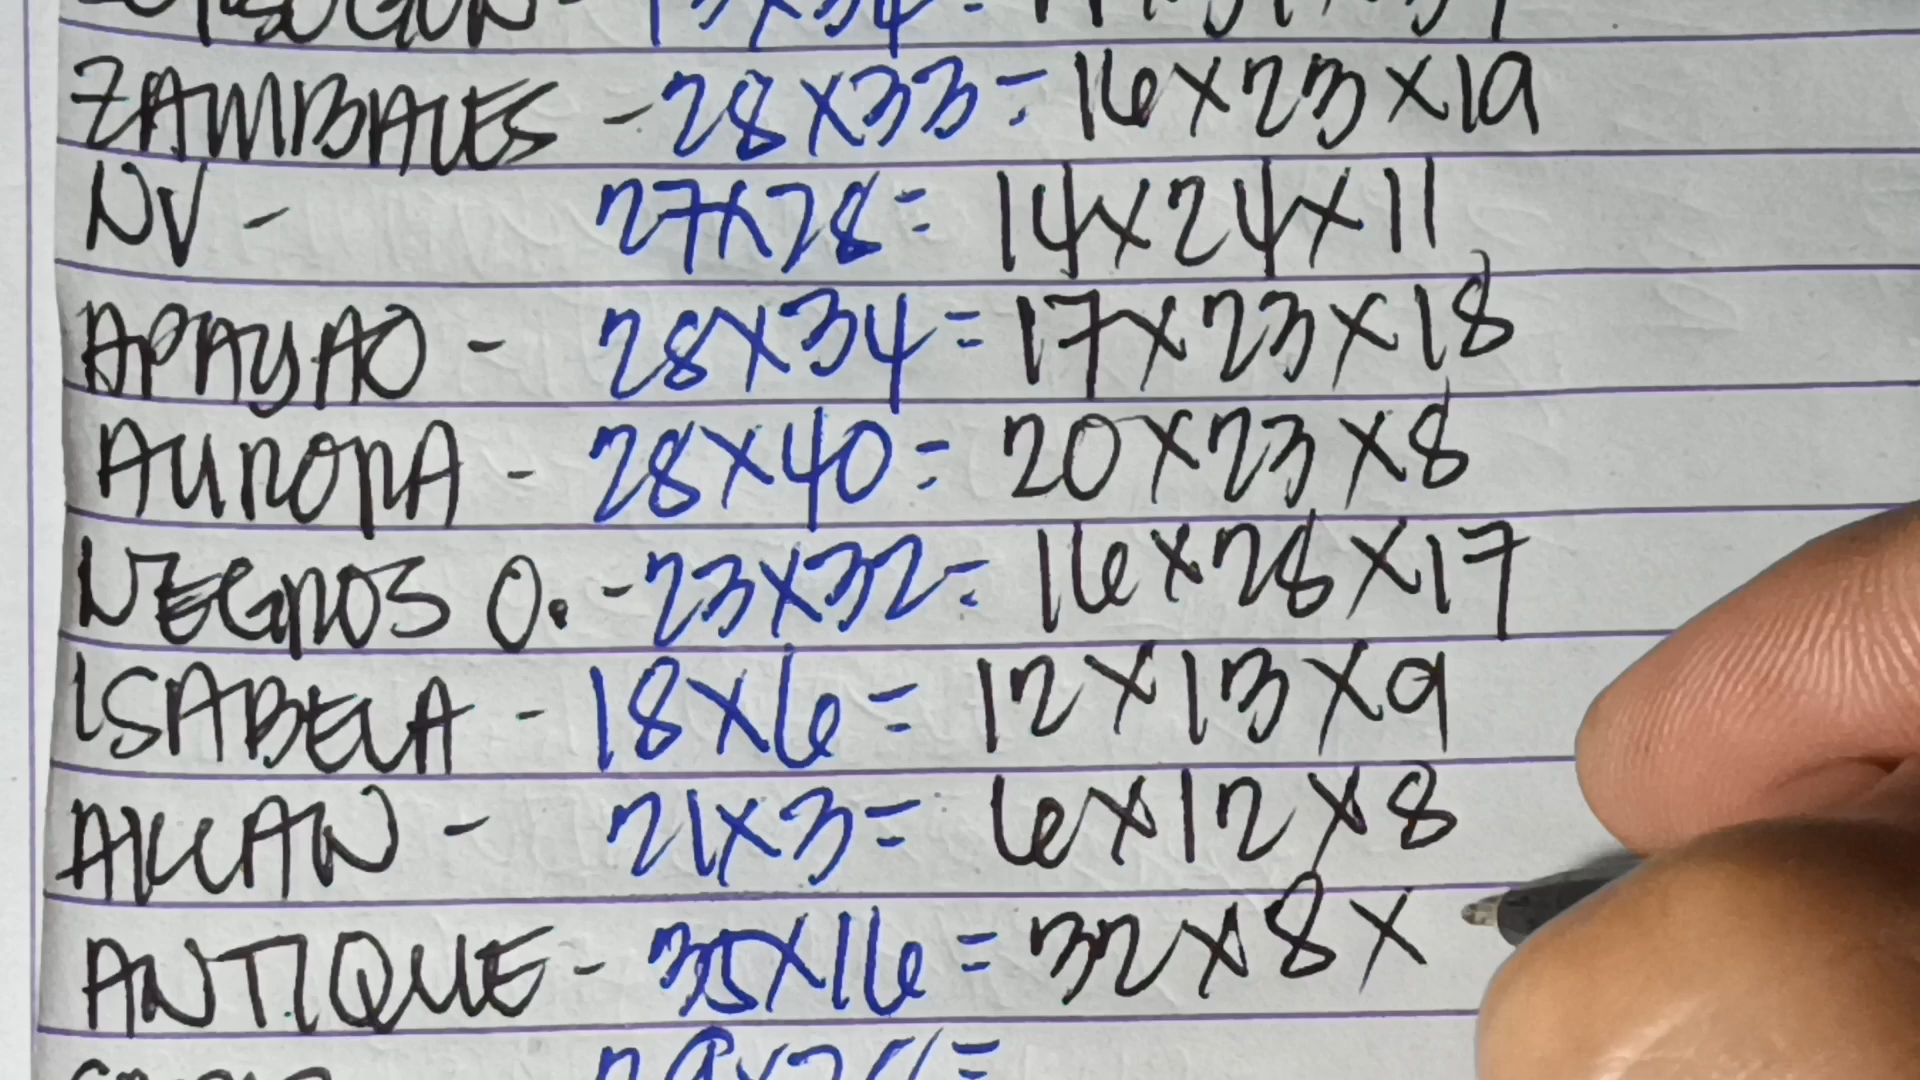 ZAMBALES - 28X33= 16X23X19
NV - 27X28= 14X24X11
APAYAO - 28X34= 17X23X18
AURORA - 28X40= 20X23X8
NEGROS O. - 23X32= 16X28X17
ISABELA - 18X6= 12X13X9
AKLAN - 21X3= 6X12X8
ANTIQUE - 35X16= 32X8X